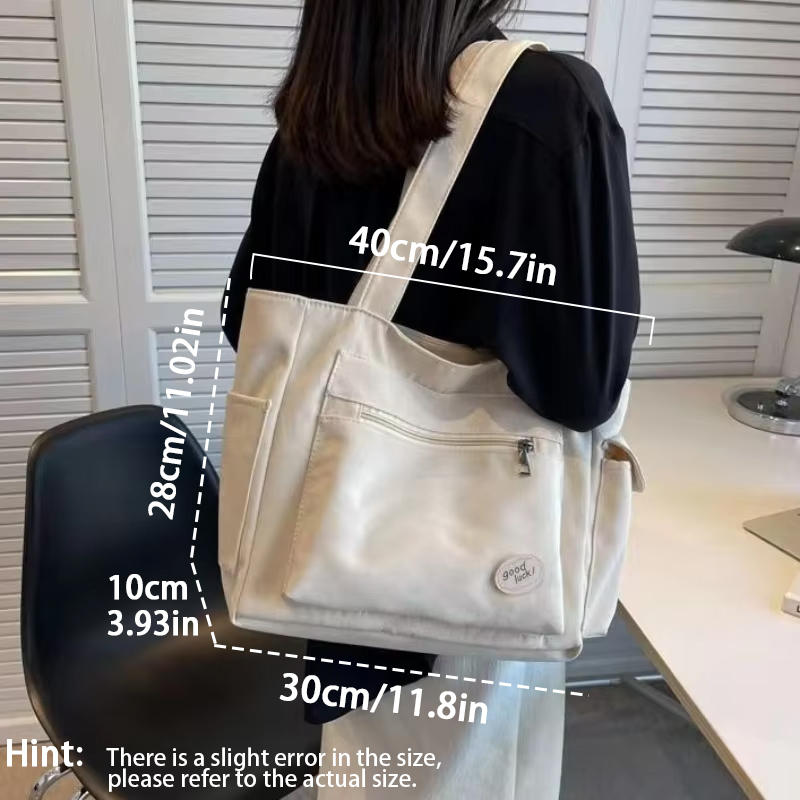 40cm/15.7in
28cm/11.02in
10cm
3.93in
good
luck!
30cm/11.8in
Hint: There is a slight error in the size,
please refer to the actual size.